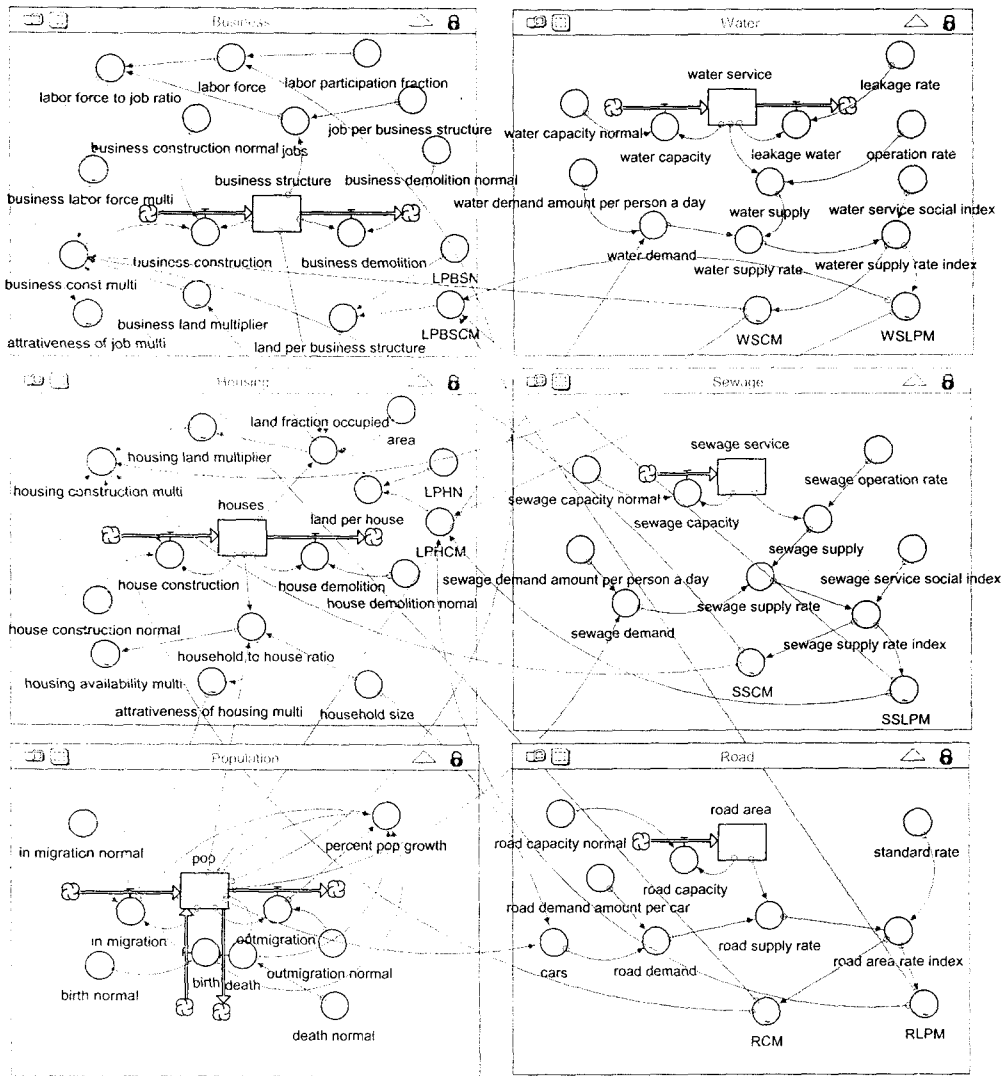 Business
labor force
labor participation fraction
labor force to job ratio
job per business structure
business construction normal
jobs
business structure
business demolition normal
business labor force multi
business construction
business demolition
LPBSN
business const multi
business land multiplier
LPBSCM
attrativeness of job multi
land per business structure
Water
water service
leakage rate
water capacity normal
water capacity
leakage water
operation rate
water demand amount per person a day
water supply
water service social index
water demand
water supply rate
waterer supply rate index
WSCM
WSLPM
Housing
land fraction occupied
area
housing land multiplier
housing construction multi
LPHN
houses
land per house
LPHCM
house construction
house demolition
house demolition nomal
house construction normal
household to house ratio
housing availability multi
attrativeness of housing multi
household size
Sewage
sewage service
sewage operation rate
sewage capacity normal
sewage capacity
sewage supply
sewage demand amount per person a day
sewage service social index
sewage supply rate
sewage demand
sewage supply rate index
SSCM
SSLPM
Population
in migration normal
percent pop growth
pop
in migration
outmigration
outmigration normal
birth normal
birth
death
death normal
Road
road area
road capacity normal
standard rate
road capacity
road demand amount per car
road supply rate
cars
road demand
road area rate index
RCM
RLPM